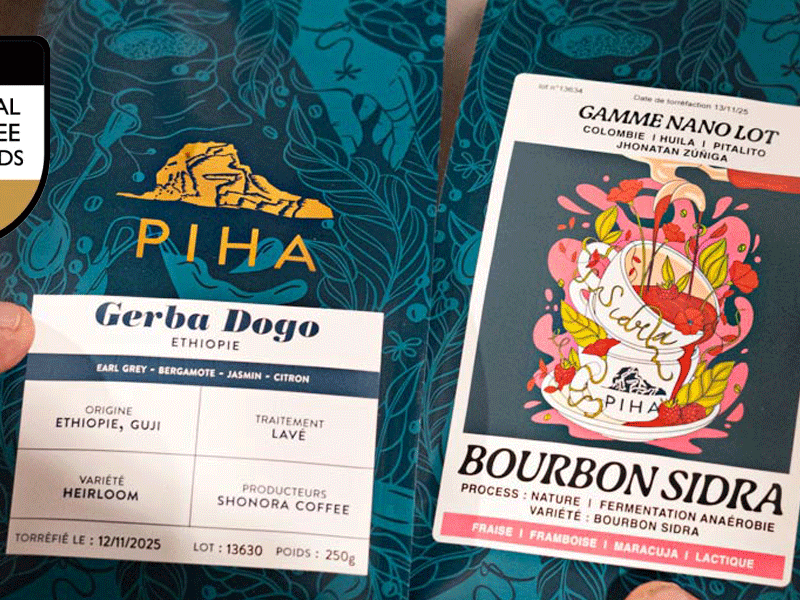 AL
EE
DS
PIHA
Gerba Dogo
ETHIOPIE
EARL GREY - BERGAMOTE - JASMIN - CITRON
ORIGINE
ETHIOPIE, GUJI
TRAITEMENT
LAVÉ
VARIÉTÉ
HEIRLOOM
PRODUCTEURS
SHONORA COFFEE
TORRÉFIÉ LE : 12/11/2025 LOT : 13630 POIDS : 250g
lot n°13634 Date de torréfaction 13/11/25
GAMME NANO LOT
COLOMBIE | HUILA | PITALITO
JHONATAN ZÚÑIGA
Sidra
PIHA
BOURBON SIDRA
PROCESS : NATURE | FERMENTATION ANAÉROBIE
VARIÉTÉ : BOURBON SIDRA
FRAISE | FRAMBOISE | MARACUJA | LACTIQUE